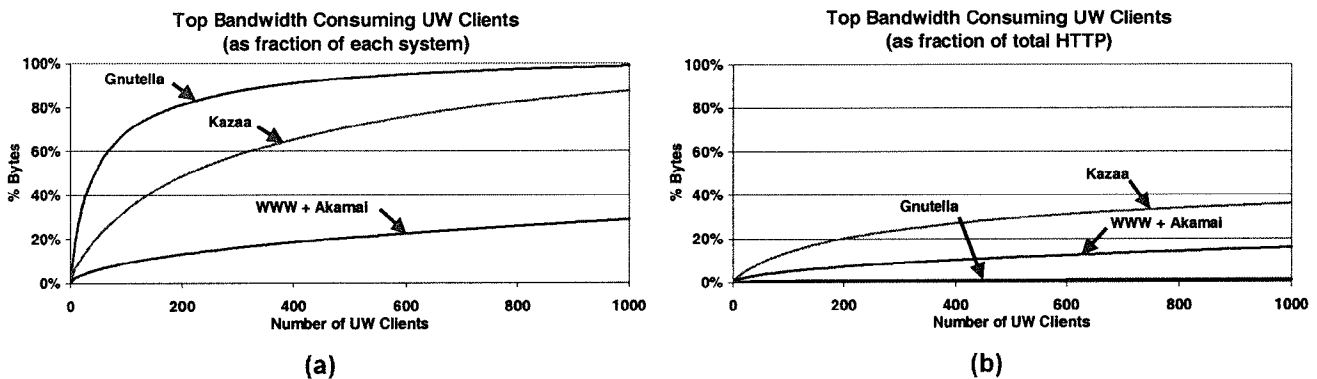 Top Bandwidth Consuming UW Clients
(as fraction of each system)
100%
80%
60%
40%
20%
0%
% Bytes
Gnutella
Kazaa
WWW + Akamai
0 200 400 600 800 1000
Number of UW Clients
(a)
Top Bandwidth Consuming UW Clients
(as fraction of total HTTP)
100%
80%
60%
40%
20%
0%
% Bytes
Kazaa
Gnutella
WWW + Akamai
0 200 400 600 800 1000
Number of UW Clients
(b)